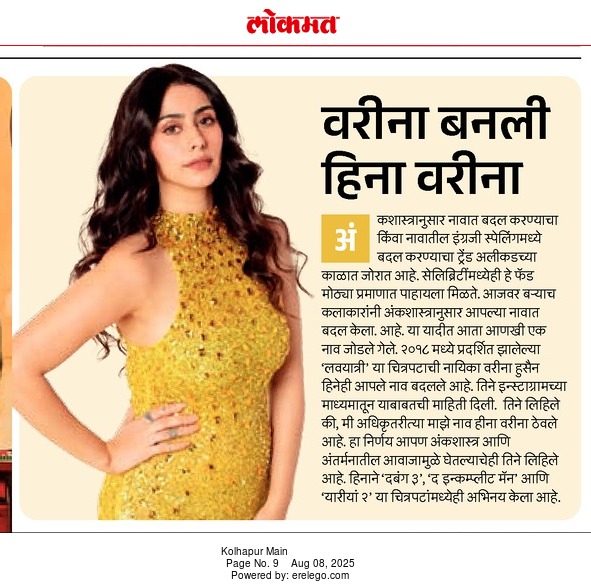 लोकमत
वरीना बनली
हिना वरीना
अंकशास्त्रानुसार नावात बदल करण्याचा
किंवा नावातील इंग्रजी स्पेलिंगमध्ये
बदल करण्याचा ट्रेंड अलीकडच्या
काळात जोरात आहे. सेलिब्रिटींमध्येही हे फॅड
मोठ्या प्रमाणात पाहायला मिळते. आजवर बऱ्याच
कलाकारांनी अंकशास्त्रानुसार आपल्या नावात
बदल केला. आहे. या यादीत आता आणखी एक
नाव जोडले गेले. २०१८ मध्ये प्रदर्शित झालेल्या
‘लवयात्री’ या चित्रपटाची नायिका वरीना हुसैन
हिनेही आपले नाव बदलले आहे. तिने इन्स्टाग्रामच्या
माध्यमातून याबाबतची माहिती दिली. तिने लिहिले
की, मी अधिकृतरीत्या माझे नाव हीना वरीना ठेवले
आहे. हा निर्णय आपण अंकशास्त्र आणि
अंतर्मनातील आवाजामुळे घेतल्याचेही तिने लिहिले
आहे. हिनाने ‘दबंग ३’, ‘द इन्कम्प्लीट मॅन’ आणि
‘यारीयां २’ या चित्रपटांमध्येही अभिनय केला आहे.
Kolhapur Main
Page No. 9 Aug 08, 2025
Powered by: erelego.com